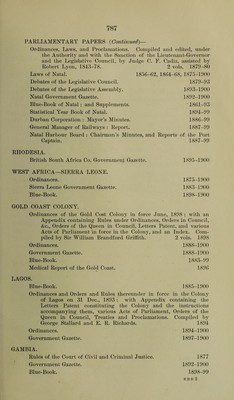 787
PARLIAMENTARY PAPERS (Continued)—
Ordinances, Laws, and Proclamations. Compiled and edited, under
the Authority and with the Sanction of the Lieutenant-Governor
and the Legislative Council, by Judge C. F. Cadiz, assisted by
Robert Lyon, 1843-78. 2 vols. 1879-80
Laws of Natal. 1856-62, 1864-68, 1875-1900
Debates of the Legislative Council. 1879-93
Debates of the Legislative Assembly. 1893-1900
Natal Government Gazette. 1892-1900
Blue-Book of Natal; and Supplements. 1861-93
Statistical Year Book of Natal. 1894-99
Durban Corporation: Mayor's Minutes. 1886-99
General Manager of Railways: Report. 1887-99
Natal Harbour Board: Chairman's Minutes, and Reports of the Port
Captain. 1887-99
RHODESIA.
British South Africa Co. Government Gazette. 1895-1900
WEST AFRICA—SIERRA LEONE.
Ordinances. 1875-1900
Sierra Leone Government Gazette. 1883-1900
Blue-Book. 1898-1900
GOLD COAST COLONY.
Ordinances of the Gold Coast Colony in force June, 1898; with an
Appendix containing Rules under Ordinances, Orders in Council,
&c., Orders of the Queen in Council, Letters Patent, and various
Acts of Parliament in force in the Colony, and an Index. Com-
piled by Sir William Brandford Griffith. 2 vols. 1898
Ordinances. 1888-1900
Government Gazette. 1888-1900
Blue-Book. 1883-99
Medical Report of the Gold Coast. 1896
LAGOS.
Blue-Book. 1885-1900
Ordinances and Orders and Rules thereunder in force in the Colony
of Lagos on 31 Dec., 1893; with Appendix containing the
Letters Patent constituting the Colony and the instructions
accompanying them, various Acts of Parliament, Orders of the
Queen in Council, Treaties and Proclamations. Compiled by
George Stallard and E. H. Richards. 1894
Ordinances. 1894-1900
Government Gazette. 1897-1900
GAMBIA.
Rules of the Court of Civil and Criminal Justice. 1877
Government Gazette. 1892-1900
Blue-Book. 1898-99